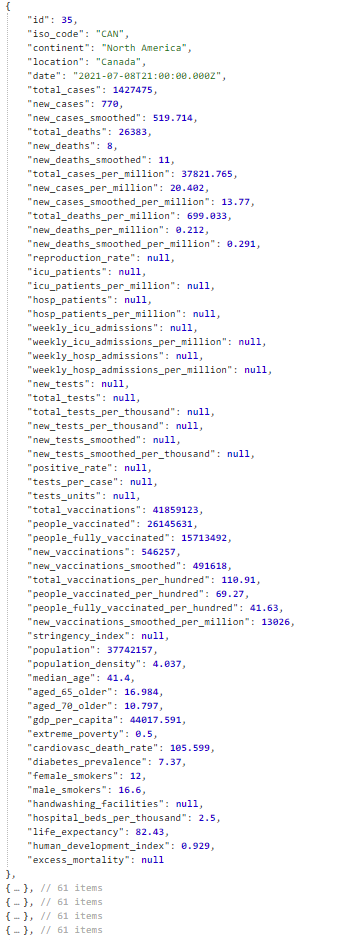 {
"id": 35,
"iso_code": "CAN",
"continent": "North America",
"location": "Canada",
"date": "2021-07-08T21:00:00.000Z",
"total_cases": 1427475,
"new_cases": 770,
"new_cases_smoothed": 519.714,
"total_deaths": 26383,
"new_deaths": 8,
"new_deaths_smoothed": 11,
"total_cases_per_million": 37821.765,
"new_cases_per_million": 20.402,
"new_cases_smoothed_per_million": 13.77,
"total_deaths_per_million": 699.033,
"new_deaths_per_million": 0.212,
"new_deaths_smoothed_per_million": 0.291,
"reproduction_rate": null,
"icu_patients": null,
"icu_patients_per_million": null,
"hosp_patients": null,
"hosp_patients_per_million": null,
"weekly_icu_admissions": null,
"weekly_icu_admissions_per_million": null,
"weekly_hosp_admissions": null,
"weekly_hosp_admissions_per_million": null,
"new_tests": null,
"total_tests": null,
"total_tests_per_thousand": null,
"new_tests_per_thousand": null,
"new_tests_smoothed": null,
"new_tests_smoothed_per_thousand": null,
"positive_rate": null,
"tests_per_case": null,
"tests_units": null,
"total_vaccinations": 41859123,
"people_vaccinated": 26145631,
"people_fully_vaccinated": 15713492,
"new_vaccinations": 546257,
"new_vaccinations_smoothed": 491618,
"total_vaccinations_per_hundred": 110.91,
"people_vaccinated_per_hundred": 69.27,
"people_fully_vaccinated_per_hundred": 41.63,
"new_vaccinations_smoothed_per_million": 13026,
"stringency_index": null,
"population": 37742157,
"population_density": 4.037,
"median_age": 41.4,
"aged_65_older": 16.984,
"aged_70_older": 10.797,
"gdp_per_capita": 44017.591,
"extreme_poverty": 0.5,
"cardiovasc_death_rate": 105.599,
"diabetes_prevalence": 7.37,
"female_smokers": 12,
"male_smokers": 16.6,
"handwashing_facilities": null,
"hospital_beds_per_thousand": 2.5,
"life_expectancy": 82.43,
"human_development_index": 0.929,
"excess_mortality": null
},
{ … }, // 61 items
{ … }, // 61 items
{ … }, // 61 items
{ … }, // 61 items